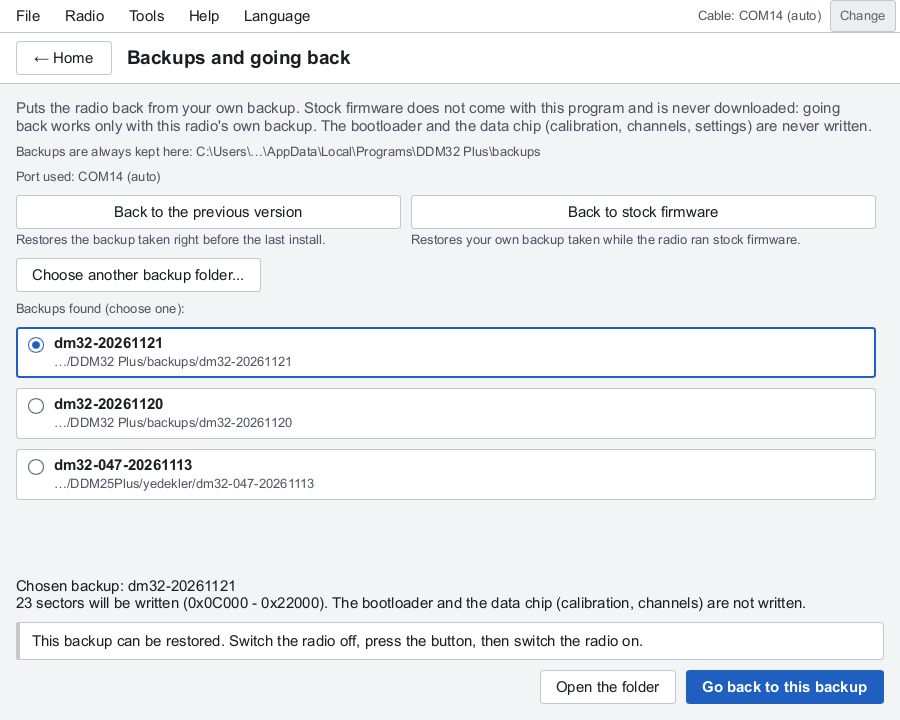 File Radio Tools Help Language Cable: COM14 (auto) Change
← Home Backups and going back
Puts the radio back from your own backup. Stock firmware does not come with this program and is never downloaded: going
back works only with this radio's own backup. The bootloader and the data chip (calibration, channels, settings) are never written.
Backups are always kept here: C:\Users\...\AppData\Local\Programs\DDM32 Plus\backups
Port used: COM14 (auto)
Back to the previous version Back to stock firmware
Restores the backup taken right before the last install. Restores your own backup taken while the radio ran stock firmware.
Choose another backup folder...
Backups found (choose one):
dm32-20261121
…/DDM32 Plus/backups/dm32-20261121
dm32-20261120
…/DDM32 Plus/backups/dm32-20261120
dm32-047-20261113
…/DDM25Plus/yedekler/dm32-047-20261113
Chosen backup: dm32-20261121
23 sectors will be written (0x0C000 - 0x22000). The bootloader and the data chip (calibration, channels) are not written.
This backup can be restored. Switch the radio off, press the button, then switch the radio on.
Open the folder Go back to this backup